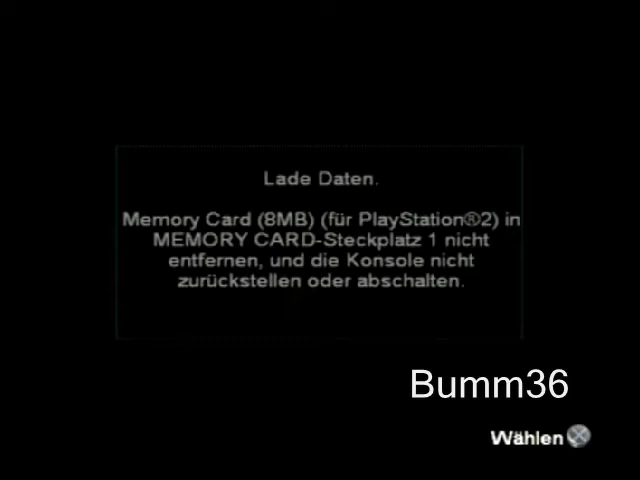 Lade Daten.
Memory Card (8MB) (für PlayStation®2) in
MEMORY CARD-Steckplatz 1 nicht
entfernen, und die Konsole nicht
zurückstellen oder abschalten.
Bumm36
Wählen